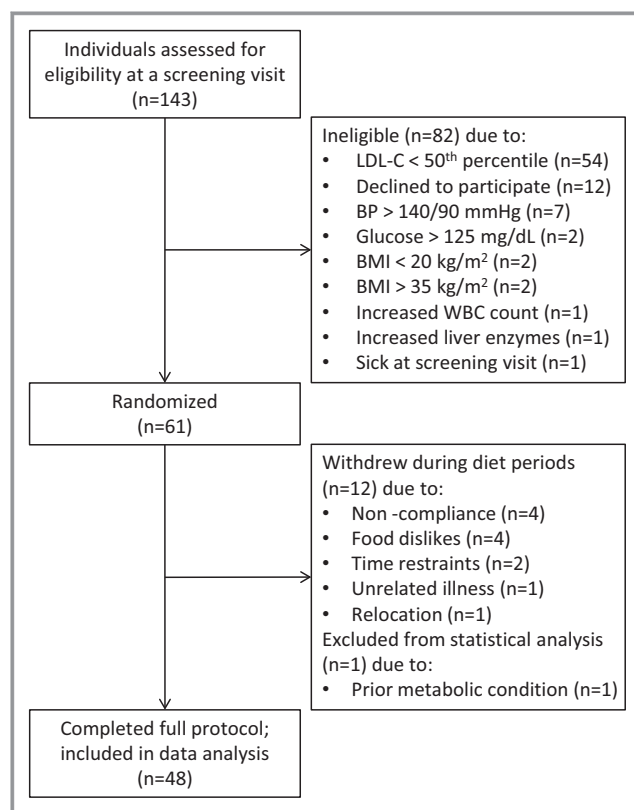 Individuals assessed for
eligibility at a screening visit
(n=143)
Ineligible (n=82) due to:
• LDL-C < 50th percentile (n=54)
• Declined to participate (n=12)
• BP > 140/90 mmHg (n=7)
• Glucose > 125 mg/dL (n=2)
• BMI < 20 kg/m² (n=2)
• BMI > 35 kg/m² (n=2)
• Increased WBC count (n=1)
• Increased liver enzymes (n=1)
• Sick at screening visit (n=1)
Randomized
(n=61)
Withdrew during diet periods
(n=12) due to:
• Non -compliance (n=4)
• Food dislikes (n=4)
• Time restraints (n=2)
• Unrelated illness (n=1)
• Relocation (n=1)
Excluded from statistical analysis
(n=1) due to:
• Prior metabolic condition (n=1)
Completed full protocol;
included in data analysis
(n=48)